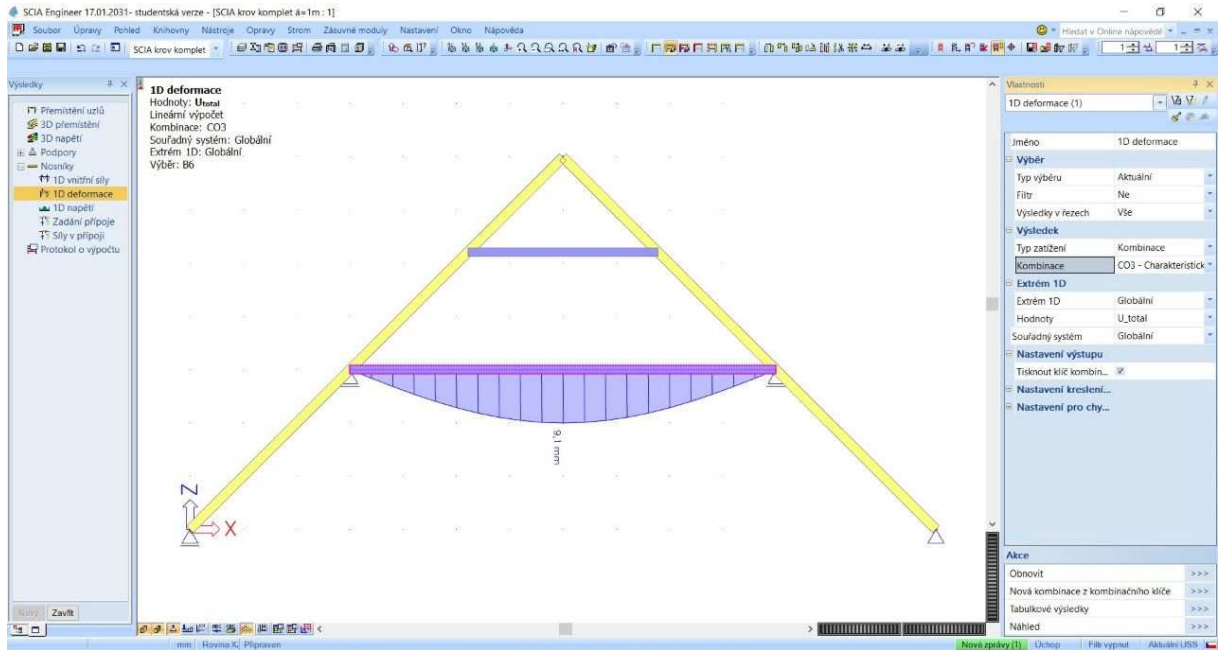 SCIA Engineer 17.01.2031- studentská verze - [SCIA krov komplet á=1m : 1]
Soubor Úpravy Pohled Knihovny Nástroje Opravy Strom Zásuvné moduly Nastavení Okno Nápověda
Hledat v Online nápovědě
SCIA krov komplet
1
1
Výsledky
Přemístění uzlů
3D přemístění
3D napětí
Podpory
Nosníky
1D vnitřní síly
1D deformace
1D napětí
Zadání přípoje
Síly v přípoji
Protokol o výpočtu
Nový
Zavřít
1D deformace
Hodnoty: Utotal
Lineární výpočet
Kombinace: CO3
Souřadný systém: Globální
Extrém 1D: Globální
Výběr: B6
9,1 mm
Z
X
Vlastnosti
1D deformace (1)
Jméno 1D deformace
Výběr
Typ výběru Aktuální
Filtr Ne
Výsledky v řezech Vše
Výsledek
Typ zatížení Kombinace
Kombinace CO3 - Charakteristick
Extrém 1D
Extrém 1D Globální
Hodnoty U_total
Souřadný systém Globální
Nastavení výstupu
Tisknout klíč kombin...
Nastavení kreslení...
Nastavení pro chy...
Akce
Obnovit >>>
Nová kombinace z kombinačního klíče >>>
Tabulkové výsledky >>>
Náhled >>>
mm Rovina X Připraven Nové zprávy (1) Úchop Filtr vypnut Aktuální USS